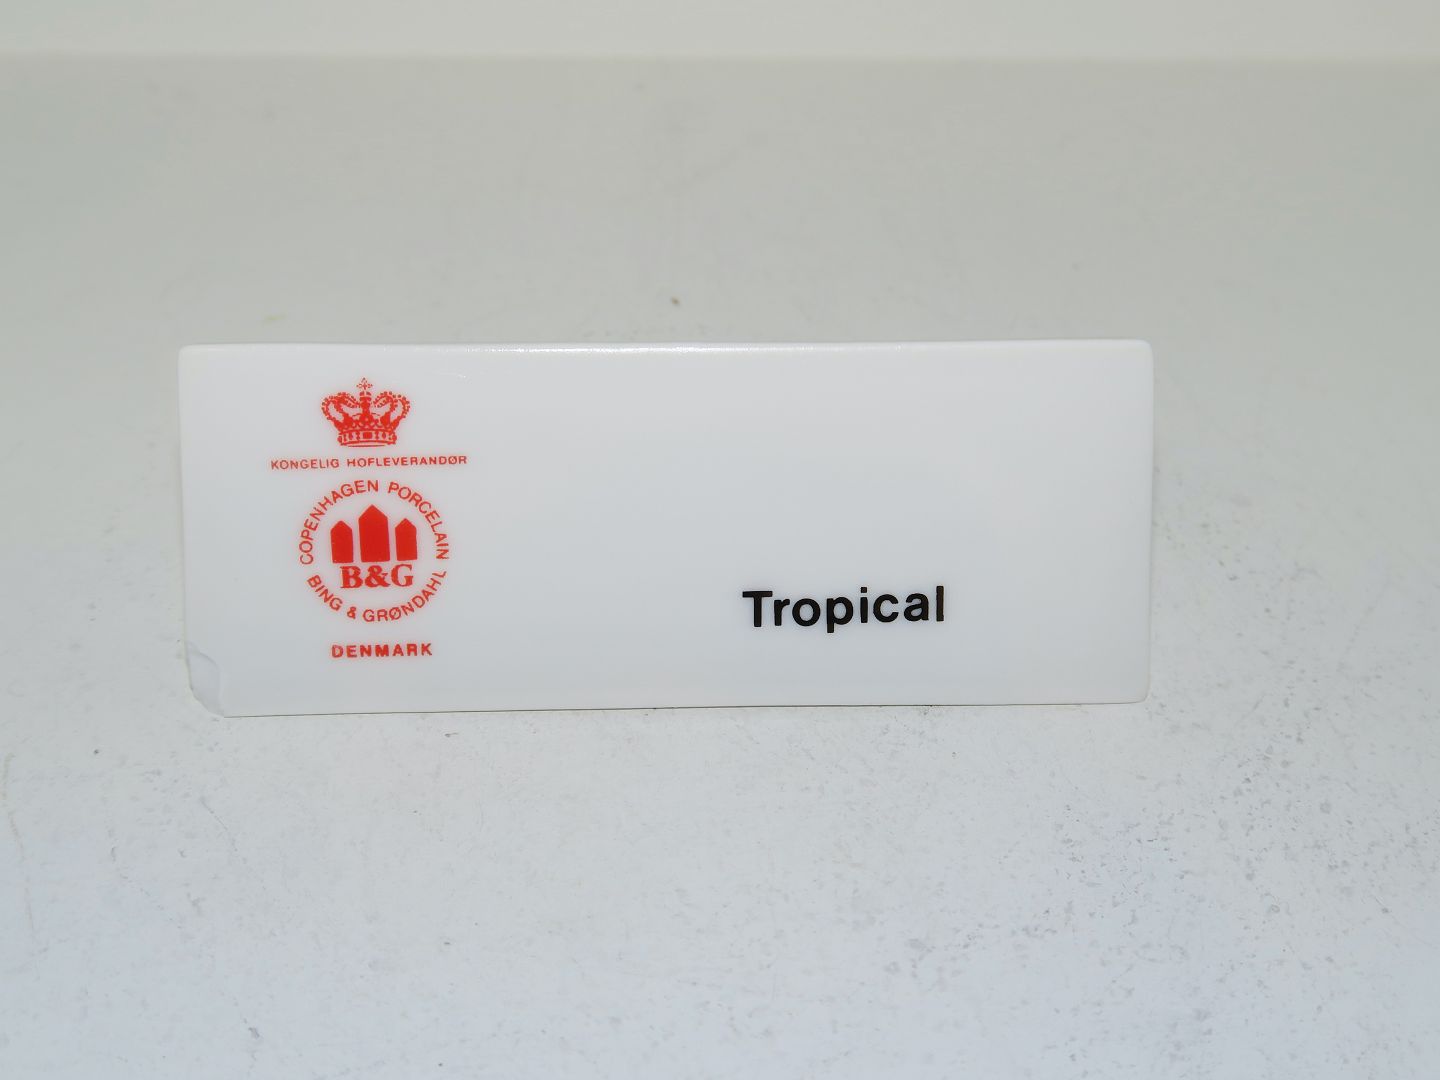 KONGELIG HOFLEVERANDØR
COPENHAGEN PORCELAIN
B&G
BING & GRØNDAHL
DENMARK
Tropical